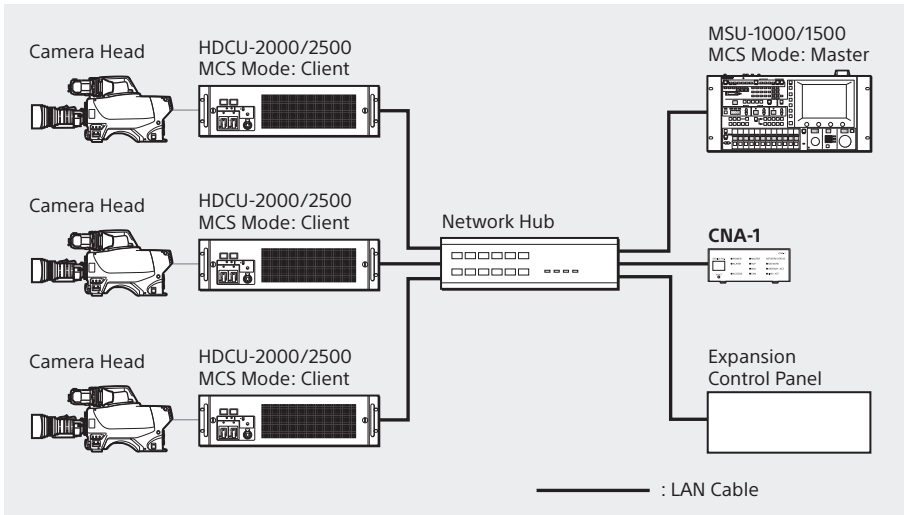 Camera Head
HDCU-2000/2500
MCS Mode: Client
MSU-1000/1500
MCS Mode: Master
Camera Head
HDCU-2000/2500
MCS Mode: Client
Network Hub
CNA-1
Camera Head
HDCU-2000/2500
MCS Mode: Client
Expansion
Control Panel
: LAN Cable